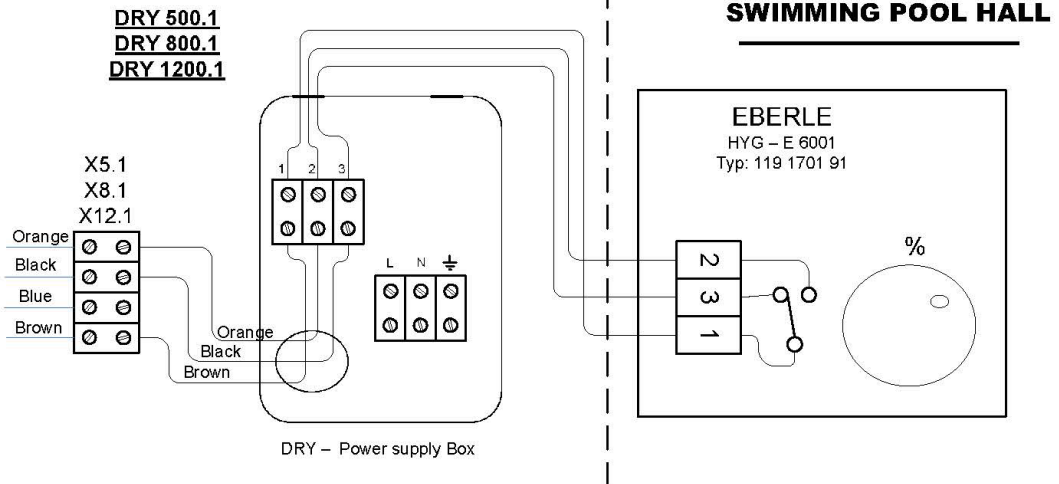 DRY 500.1
DRY 800.1
DRY 1200.1
SWIMMING POOL HALL
EBERLE
HYG – E 6001
Typ: 119 1701 91
X5.1
X8.1
X12.1
1 2 3
Orange
Black
Blue
Brown
L N
%
2
3
1
Orange
Black
Brown
DRY – Power supply Box